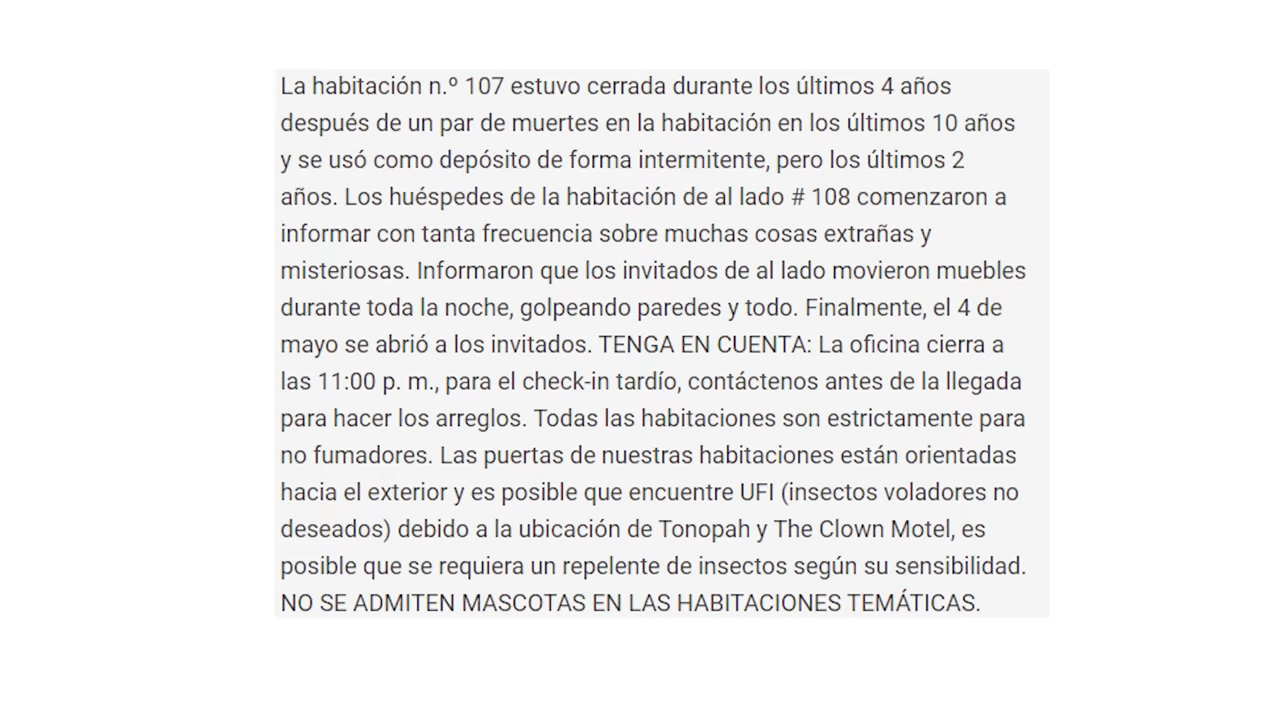 La habitación n.º 107 estuvo cerrada durante los últimos 4 años
después de un par de muertes en la habitación en los últimos 10 años
y se usó como depósito de forma intermitente, pero los últimos 2
años. Los huéspedes de la habitación de al lado # 108 comenzaron a
informar con tanta frecuencia sobre muchas cosas extrañas y
misteriosas. Informaron que los invitados de al lado movieron muebles
durante toda la noche, golpeando paredes y todo. Finalmente, el 4 de
mayo se abrió a los invitados. TENGA EN CUENTA: La oficina cierra a
las 11:00 p. m., para el check-in tardío, contáctenos antes de la llegada
para hacer los arreglos. Todas las habitaciones son estrictamente para
no fumadores. Las puertas de nuestras habitaciones están orientadas
hacia el exterior y es posible que encuentre UFI (insectos voladores no
deseados) debido a la ubicación de Tonopah y The Clown Motel, es
posible que se requiera un repelente de insectos según su sensibilidad.
NO SE ADMITEN MASCOTAS EN LAS HABITACIONES TEMÁTICAS.